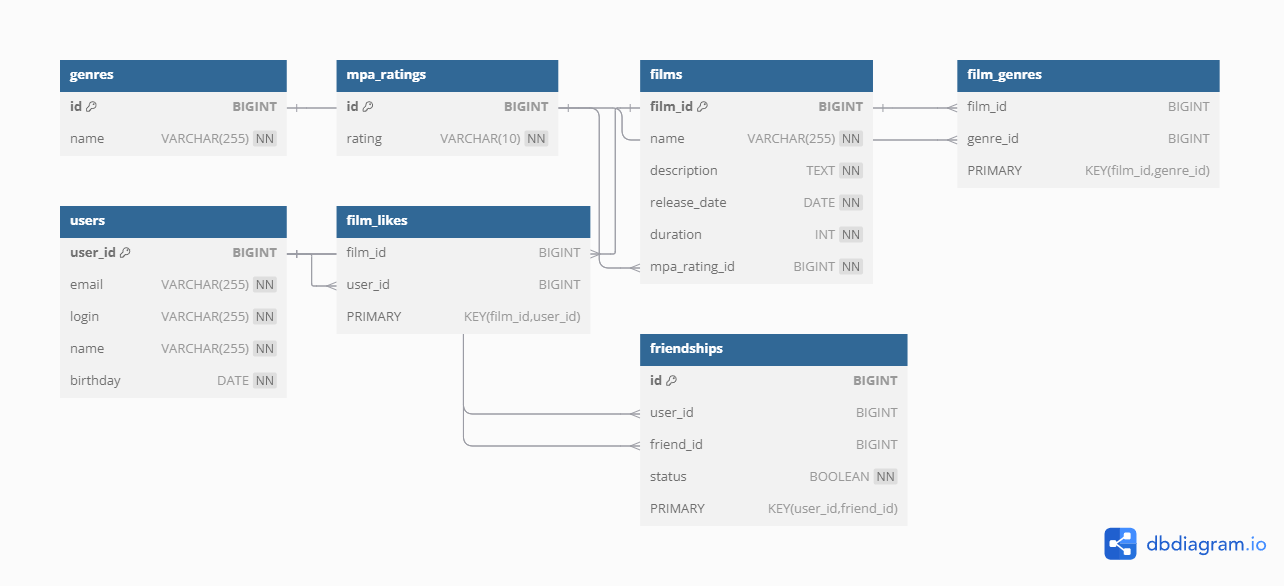 genres
id BIGINT
name VARCHAR(255) NN
mpa_ratings
id BIGINT
rating VARCHAR(10) NN
films
film_id BIGINT
name VARCHAR(255) NN
description TEXT NN
release_date DATE NN
duration INT NN
mpa_rating_id BIGINT NN
film_genres
film_id BIGINT
genre_id BIGINT
PRIMARY KEY(film_id,genre_id)
users
user_id BIGINT
email VARCHAR(255) NN
login VARCHAR(255) NN
name VARCHAR(255) NN
birthday DATE NN
film_likes
film_id BIGINT
user_id BIGINT
PRIMARY KEY(film_id,user_id)
friendships
id BIGINT
user_id BIGINT
friend_id BIGINT
status BOOLEAN NN
PRIMARY KEY(user_id,friend_id)
dbdiagram.io